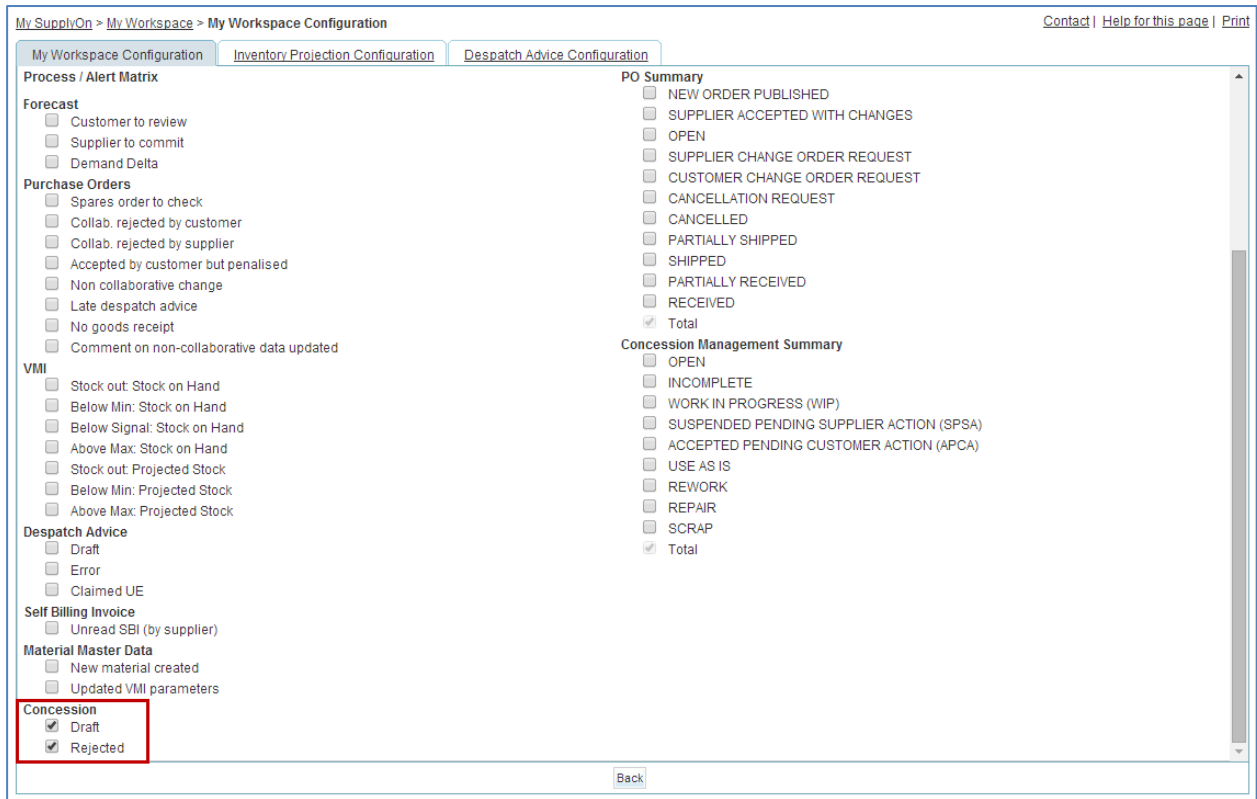 My SupplyOn > My Workspace > My Workspace Configuration
Contact | Help for this page | Print
My Workspace Configuration
Inventory Projection Configuration
Despatch Advice Configuration
Process / Alert Matrix
Forecast
Customer to review
Supplier to commit
Demand Delta
Purchase Orders
Spares order to check
Collab. rejected by customer
Collab. rejected by supplier
Accepted by customer but penalised
Non collaborative change
Late despatch advice
No goods receipt
Comment on non-collaborative data updated
VMI
Stock out: Stock on Hand
Below Min: Stock on Hand
Below Signal: Stock on Hand
Above Max: Stock on Hand
Stock out: Projected Stock
Below Min: Projected Stock
Above Max: Projected Stock
Despatch Advice
Draft
Error
Claimed UE
Self Billing Invoice
Unread SBI (by supplier)
Material Master Data
New material created
Updated VMI parameters
Concession
Draft
Rejected
PO Summary
NEW ORDER PUBLISHED
SUPPLIER ACCEPTED WITH CHANGES
OPEN
SUPPLIER CHANGE ORDER REQUEST
CUSTOMER CHANGE ORDER REQUEST
CANCELLATION REQUEST
CANCELLED
PARTIALLY SHIPPED
SHIPPED
PARTIALLY RECEIVED
RECEIVED
Total
Concession Management Summary
OPEN
INCOMPLETE
WORK IN PROGRESS (WIP)
SUSPENDED PENDING SUPPLIER ACTION (SPSA)
ACCEPTED PENDING CUSTOMER ACTION (APCA)
USE AS IS
REWORK
REPAIR
SCRAP
Total
Back